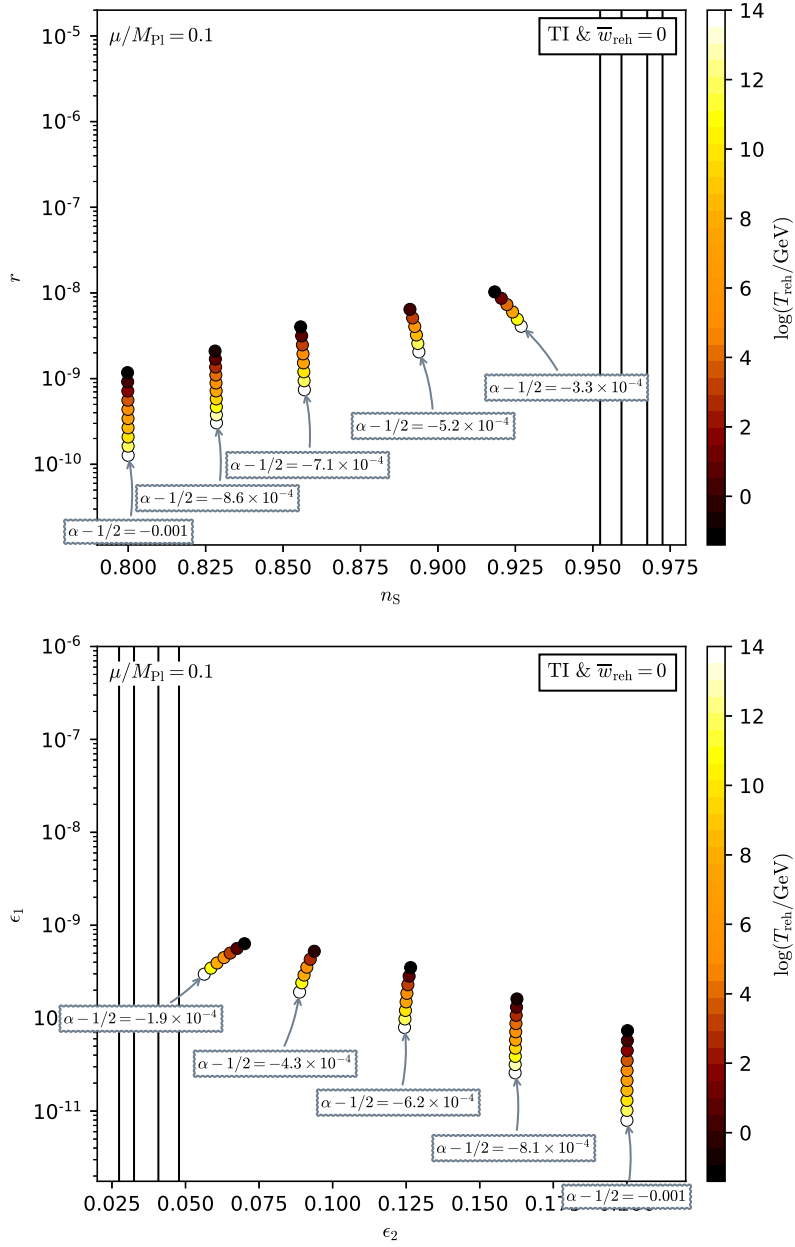 μ/M_Pl = 0.1
TI & w̅_reh = 0
10⁻⁵
10⁻⁶
10⁻⁷
10⁻⁸
10⁻⁹
10⁻¹⁰
r
α − 1/2 = −3.3 × 10⁻⁴
α − 1/2 = −5.2 × 10⁻⁴
α − 1/2 = −7.1 × 10⁻⁴
α − 1/2 = −8.6 × 10⁻⁴
α − 1/2 = −0.001
0.800 0.825 0.850 0.875 0.900 0.925 0.950 0.975
n_S
14
12
10
8
6
4
2
0
log(T_reh/GeV)
μ/M_Pl = 0.1
TI & w̅_reh = 0
10⁻⁶
10⁻⁷
10⁻⁸
10⁻⁹
10⁻¹¹
ϵ₁
α − 1/2 = −1.9 × 10⁻⁴
α − 1/2 = −4.3 × 10⁻⁴
α − 1/2 = −6.2 × 10⁻⁴
α − 1/2 = −8.1 × 10⁻⁴
α − 1/2 = −0.001
0.025 0.050 0.075 0.100 0.125 0.150
ϵ₂
14
12
10
8
6
4
2
0
log(T_reh/GeV)